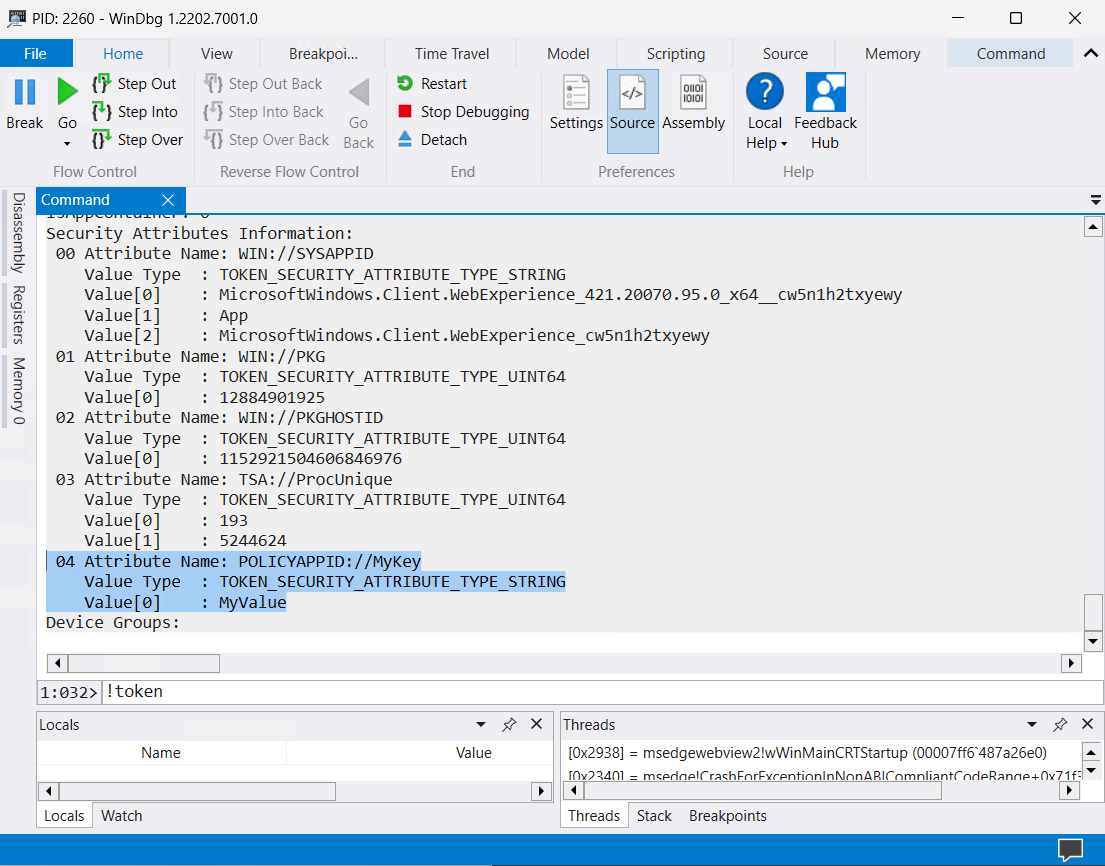 PID: 2260 - WinDbg 1.2202.7001.0
File Home View Breakpoi... Time Travel Model Scripting Source Memory Command
Break
Go
Step Out
Step Into
Step Over
Flow Control
Step Out Back
Step Into Back
Step Over Back
Go
Back
Reverse Flow Control
Restart
Stop Debugging
Detach
End
Settings
Source
Assembly
Preferences
Local
Help
Feedback
Hub
Help
Disassembly
Registers
Memory 0
Command
IsAppContainer: 0
Security Attributes Information:
00 Attribute Name: WIN://SYSAPPID
Value Type : TOKEN_SECURITY_ATTRIBUTE_TYPE_STRING
Value[0] : MicrosoftWindows.Client.WebExperience_421.20070.95.0_x64__cw5n1h2txyewy
Value[1] : App
Value[2] : MicrosoftWindows.Client.WebExperience_cw5n1h2txyewy
01 Attribute Name: WIN://PKG
Value Type : TOKEN_SECURITY_ATTRIBUTE_TYPE_UINT64
Value[0] : 12884901925
02 Attribute Name: WIN://PKGHOSTID
Value Type : TOKEN_SECURITY_ATTRIBUTE_TYPE_UINT64
Value[0] : 1152921504606846976
03 Attribute Name: TSA://ProcUnique
Value Type : TOKEN_SECURITY_ATTRIBUTE_TYPE_UINT64
Value[0] : 193
Value[1] : 5244624
04 Attribute Name: POLICYAPPID://MyKey
Value Type : TOKEN_SECURITY_ATTRIBUTE_TYPE_STRING
Value[0] : MyValue
Device Groups:
1:032> !token
Locals
Name Value
Locals Watch
Threads
[0x2938] = msedgewebview2!wWinMainCRTStartup (00007ff6`487a26e0)
[0x2340] = msedge!CrashForExceptionInNonABICompliantCodeRange+0x71f3
Threads Stack Breakpoints